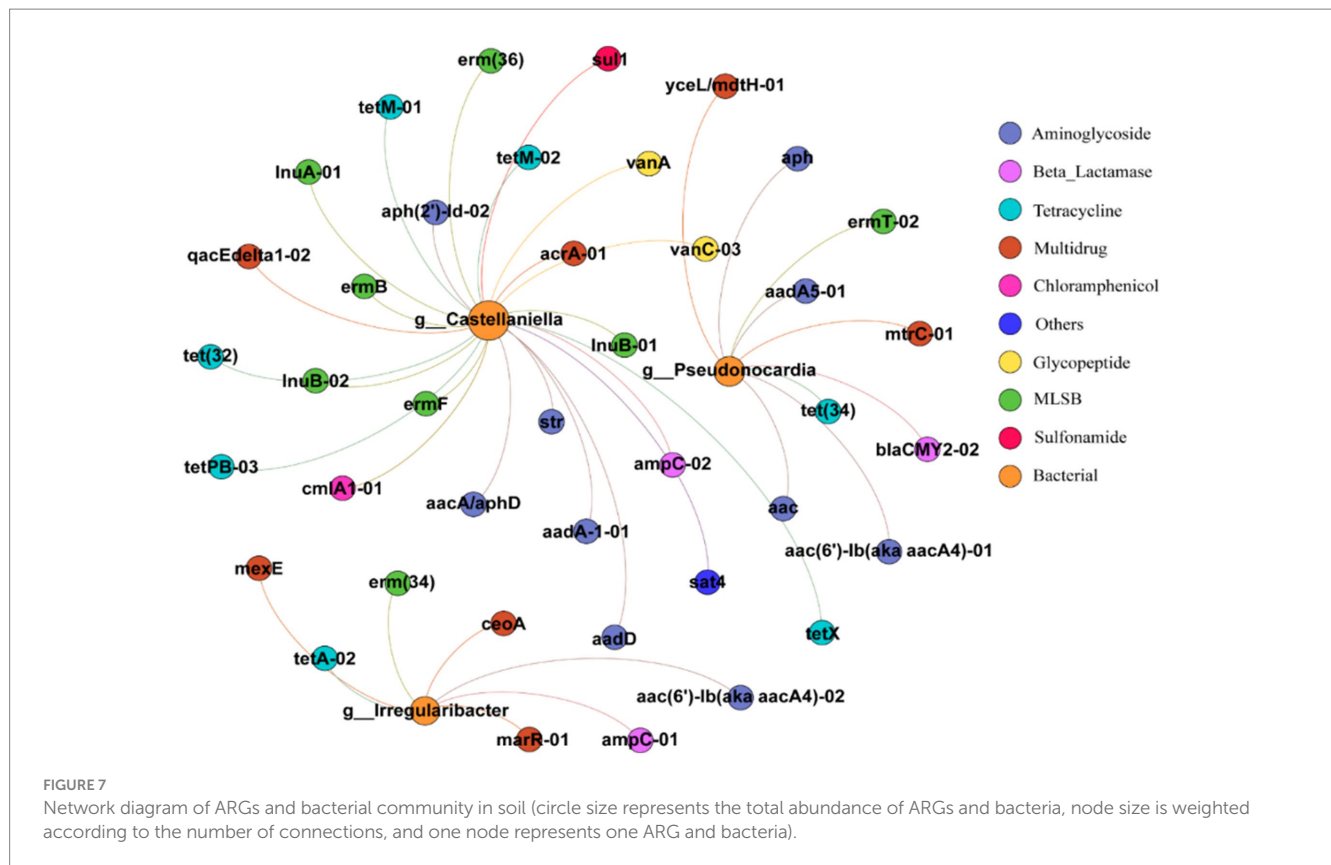 erm(36)
sul1
yceL/mdtH-01
tetM-01
tetM-02
vanA
aph
lnuA-01
aph(2')-Id-02
ermT-02
qacEdelta1-02
acrA-01
vanC-03
ermB
aadA5-01
g__Castellaniella
mtrC-01
tet(32)
lnuB-01
lnuB-02
g__Pseudonocardia
ermF
tet(34)
str
blaCMY2-02
tetPB-03
ampC-02
cmlA1-01
aacA/aphD
aac
aadA-1-01
aac(6')-Ib(aka aacA4)-01
mexE
erm(34)
sat4
ceoA
aadD
tetX
tetA-02
aac(6')-Ib(aka aacA4)-02
g__Irregularibacter
marR-01
ampC-01
Aminoglycoside
Beta_Lactamase
Tetracycline
Multidrug
Chloramphenicol
Others
Glycopeptide
MLSB
Sulfonamide
Bacterial
FIGURE 7
Network diagram of ARGs and bacterial community in soil (circle size represents the total abundance of ARGs and bacteria, node size is weighted
according to the number of connections, and one node represents one ARG and bacteria).